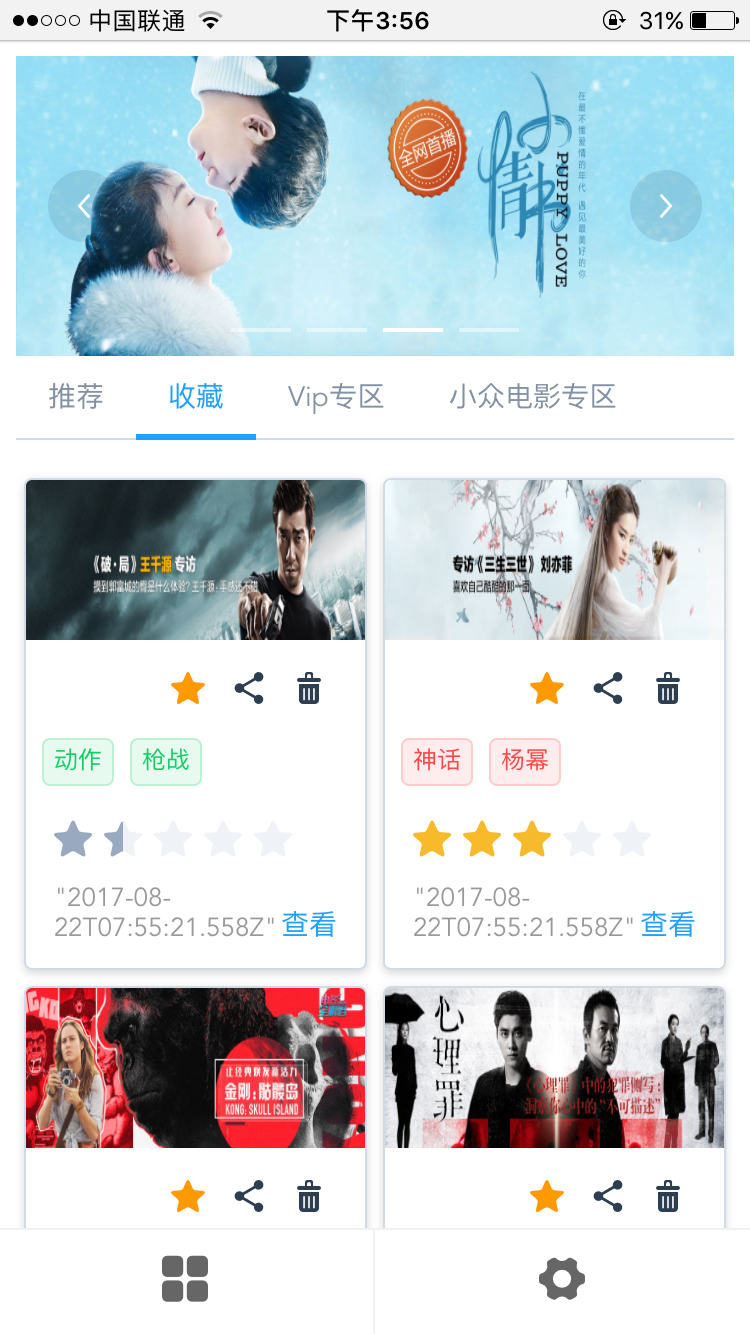 中国联通
下午3:56
31%
全网首播
小情书
PUPPY LOVE
在最不懂爱情的年代 遇见最美好的你
推荐
收藏
Vip专区
小众电影专区
《破·局》王千源 专访
摸到郭富城的臀是什么体验?王千源:手感还不错
专访《三生三世》刘亦菲
喜欢自己酷酷的那一面
动作
枪战
神话
杨幂
"2017-08-
22T07:55:21.558Z" 查看
"2017-08-
22T07:55:21.558Z" 查看
让经典焕发新活力
金刚:骷髅岛
KONG: SKULL ISLAND
心理罪
《心理罪》中的犯罪侧写:
洞察你心中的"不可描述"